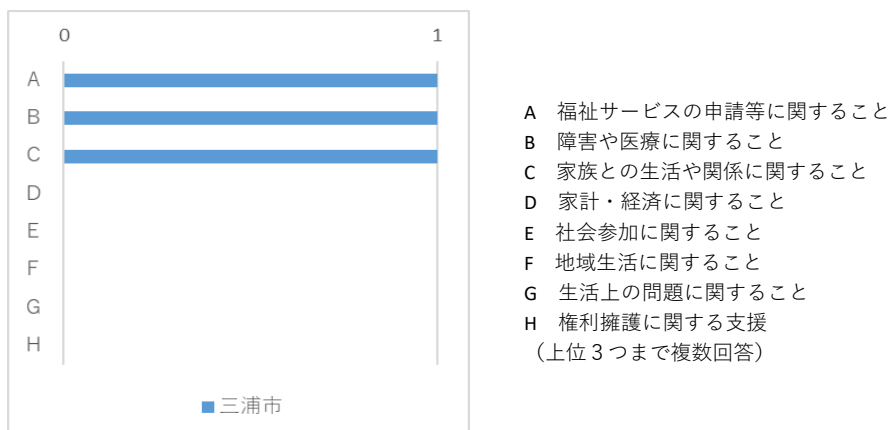 0 1
A
B
C
D
E
F
G
H
三浦市
A 福祉サービスの申請等に関すること
B 障害や医療に関すること
C 家族との生活や関係に関すること
D 家計・経済に関すること
E 社会参加に関すること
F 地域生活に関すること
G 生活上の問題に関すること
H 権利擁護に関する支援
（上位３つまで複数回答）